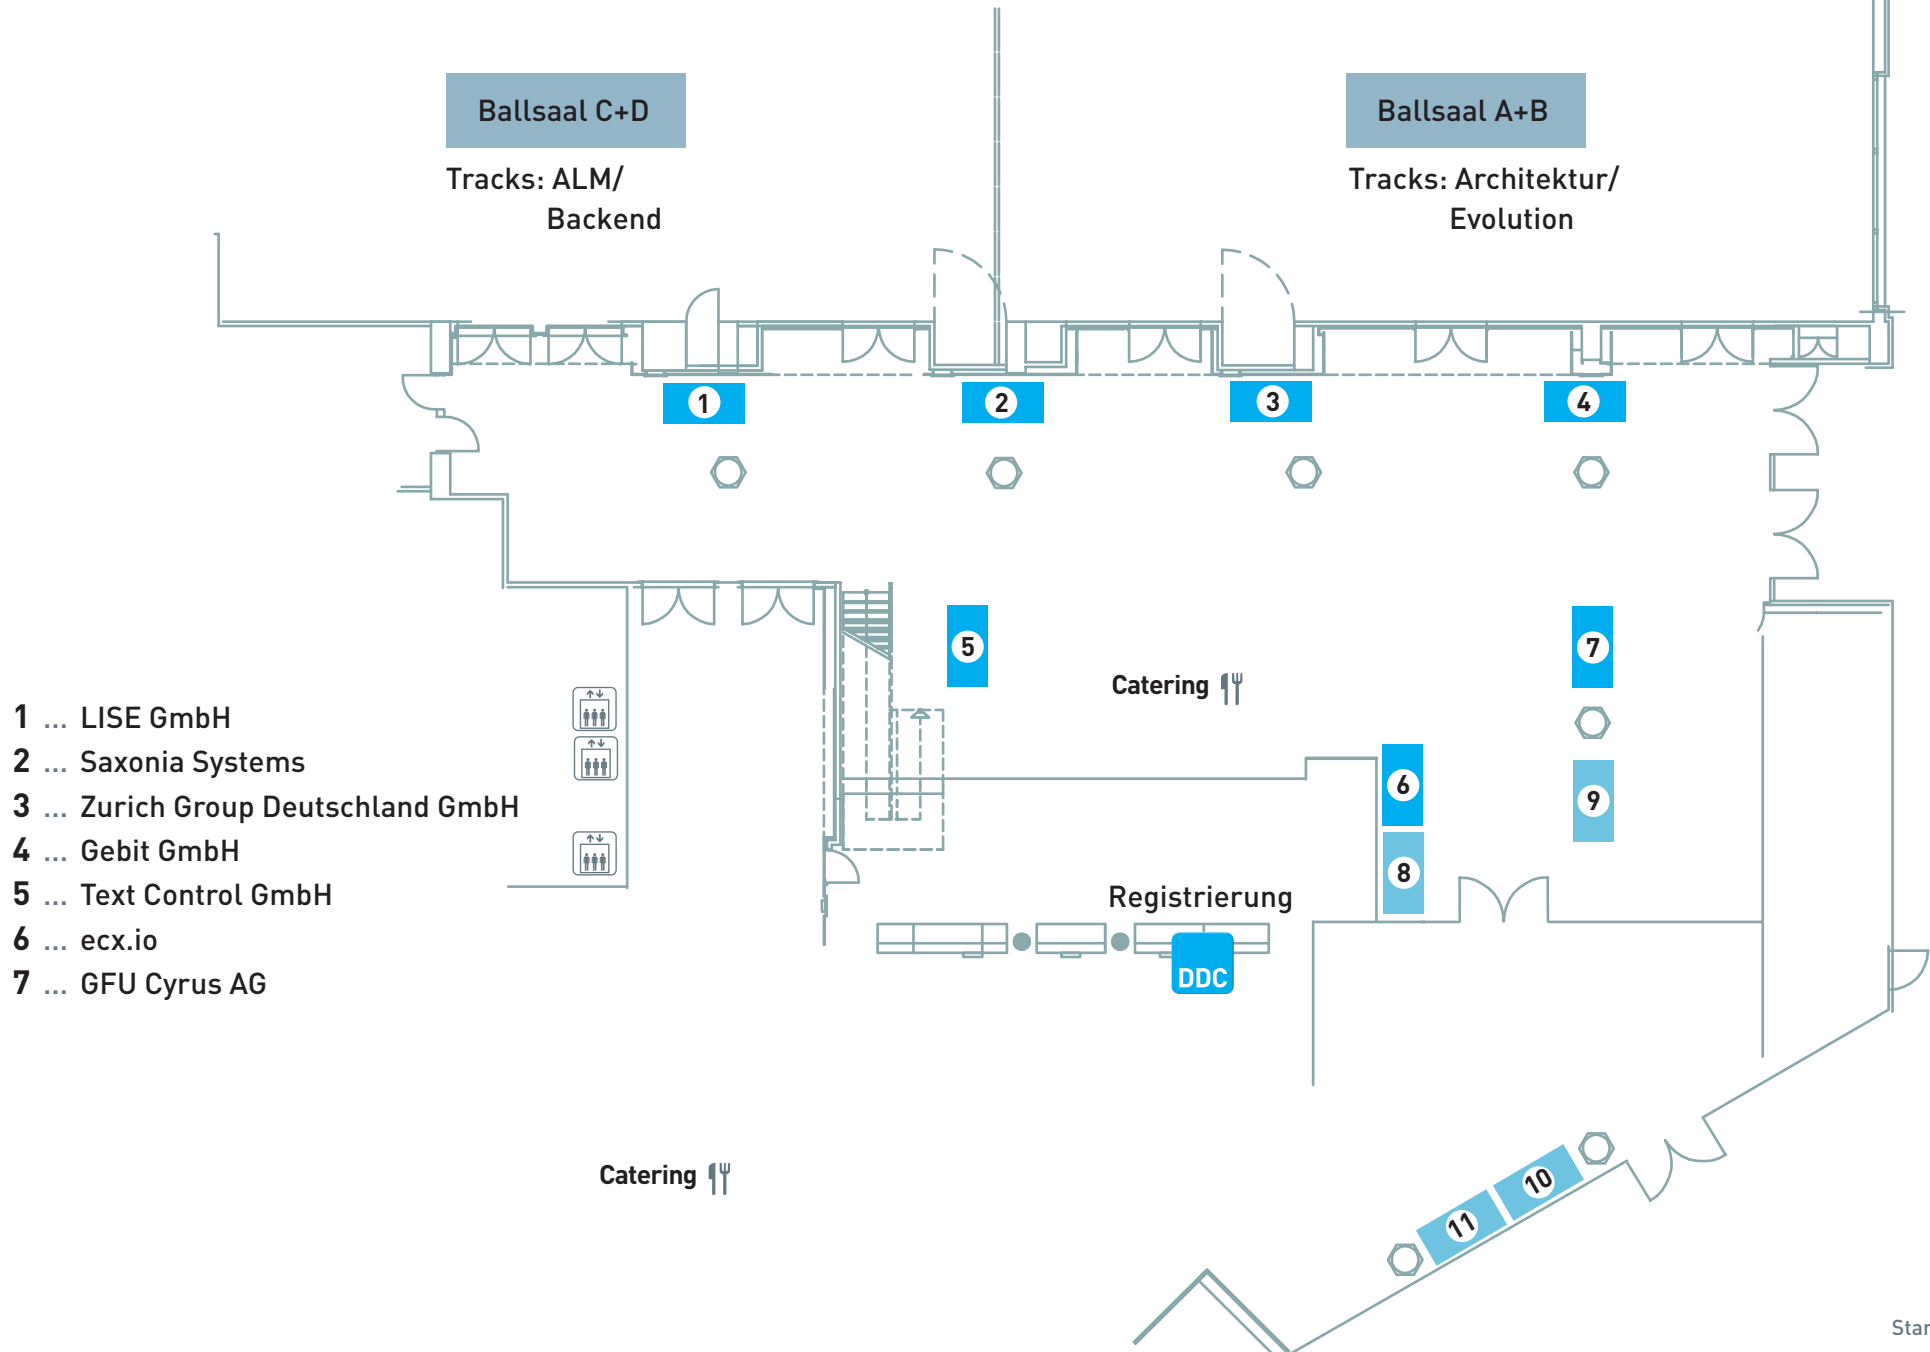 Ballsaal C+D
Ballsaal A+B
Tracks: ALM/
Backend
Tracks: Architektur/
Evolution
1
2
3
4
5
7
Catering
6
9
8
1 ... LISE GmbH
2 ... Saxonia Systems
3 ... Zurich Group Deutschland GmbH
4 ... Gebit GmbH
5 ... Text Control GmbH
6 ... ecx.io
7 ... GFU Cyrus AG
Registrierung
DDC
Catering
10
11